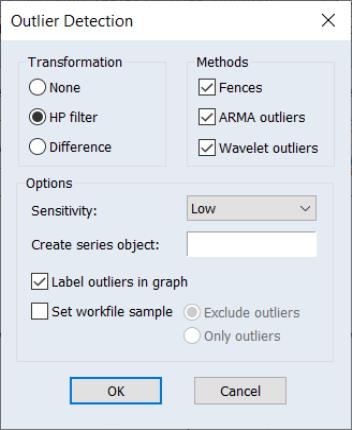 Outlier Detection
Transformation
None
HP filter
Difference
Methods
Fences
ARMA outliers
Wavelet outliers
Options
Sensitivity: Low
Create series object:
Label outliers in graph
Set workfile sample
Exclude outliers
Only outliers
OK Cancel